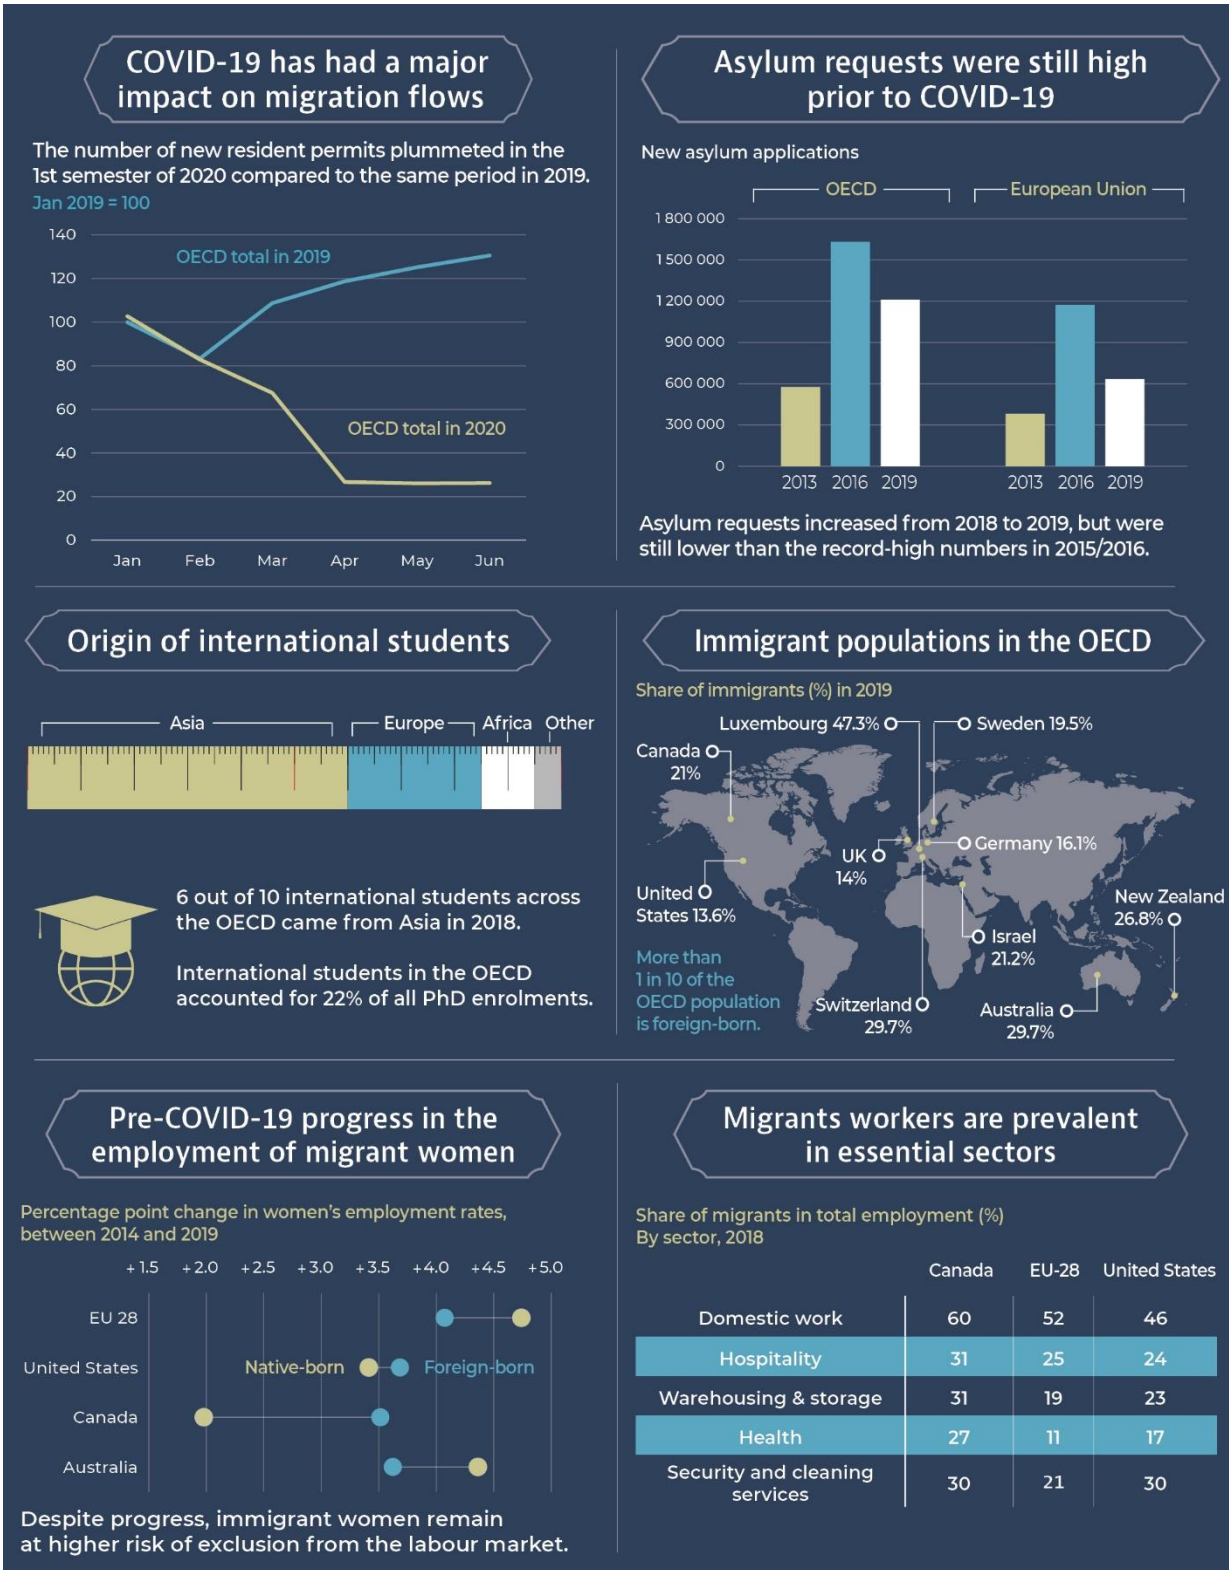 COVID-19 has had a major
impact on migration flows
The number of new resident permits plummeted in the
1st semester of 2020 compared to the same period in 2019.
Jan 2019 = 100
140
120
100
80
60
40
20
0
OECD total in 2019
OECD total in 2020
Jan Feb Mar Apr May Jun
Asylum requests were still high
prior to COVID-19
New asylum applications
OECD European Union
1 800 000
1 500 000
1 200 000
900 000
600 000
300 000
0
2013 2016 2019 2013 2016 2019
Asylum requests increased from 2018 to 2019, but were
still lower than the record-high numbers in 2015/2016.
Origin of international students
Asia Europe Africa Other
6 out of 10 international students across
the OECD came from Asia in 2018.
International students in the OECD
accounted for 22% of all PhD enrolments.
Immigrant populations in the OECD
Share of immigrants (%) in 2019
Luxembourg 47.3%
Sweden 19.5%
Canada
21%
UK
14%
Germany 16.1%
United
States 13.6%
New Zealand
26.8%
Israel
21.2%
More than
1 in 10 of the
OECD population
is foreign-born.
Switzerland
29.7%
Australia
29.7%
Pre-COVID-19 progress in the
employment of migrant women
Percentage point change in women's employment rates,
between 2014 and 2019
+ 1.5 + 2.0 + 2.5 + 3.0 + 3.5 + 4.0 + 4.5 + 5.0
EU 28
United States
Native-born Foreign-born
Canada
Australia
Despite progress, immigrant women remain
at higher risk of exclusion from the labour market.
Migrants workers are prevalent
in essential sectors
Share of migrants in total employment (%)
By sector, 2018
Canada EU-28 United States
Domestic work 60 52 46
Hospitality 31 25 24
Warehousing & storage 31 19 23
Health 27 11 17
Security and cleaning
services 30 21 30